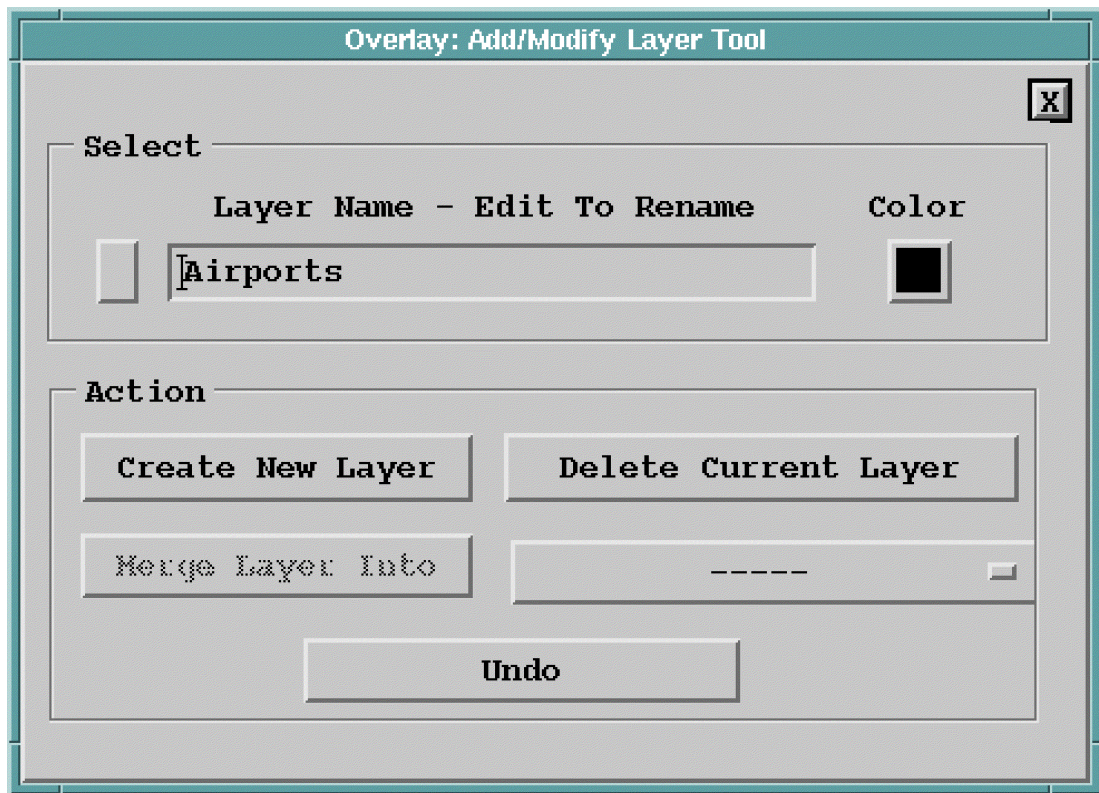 Overlay: Add/Modify Layer Tool
X
Select
Layer Name - Edit To Rename Color
Airports
Action
Create New Layer Delete Current Layer
Merge Layer Into -----
Undo